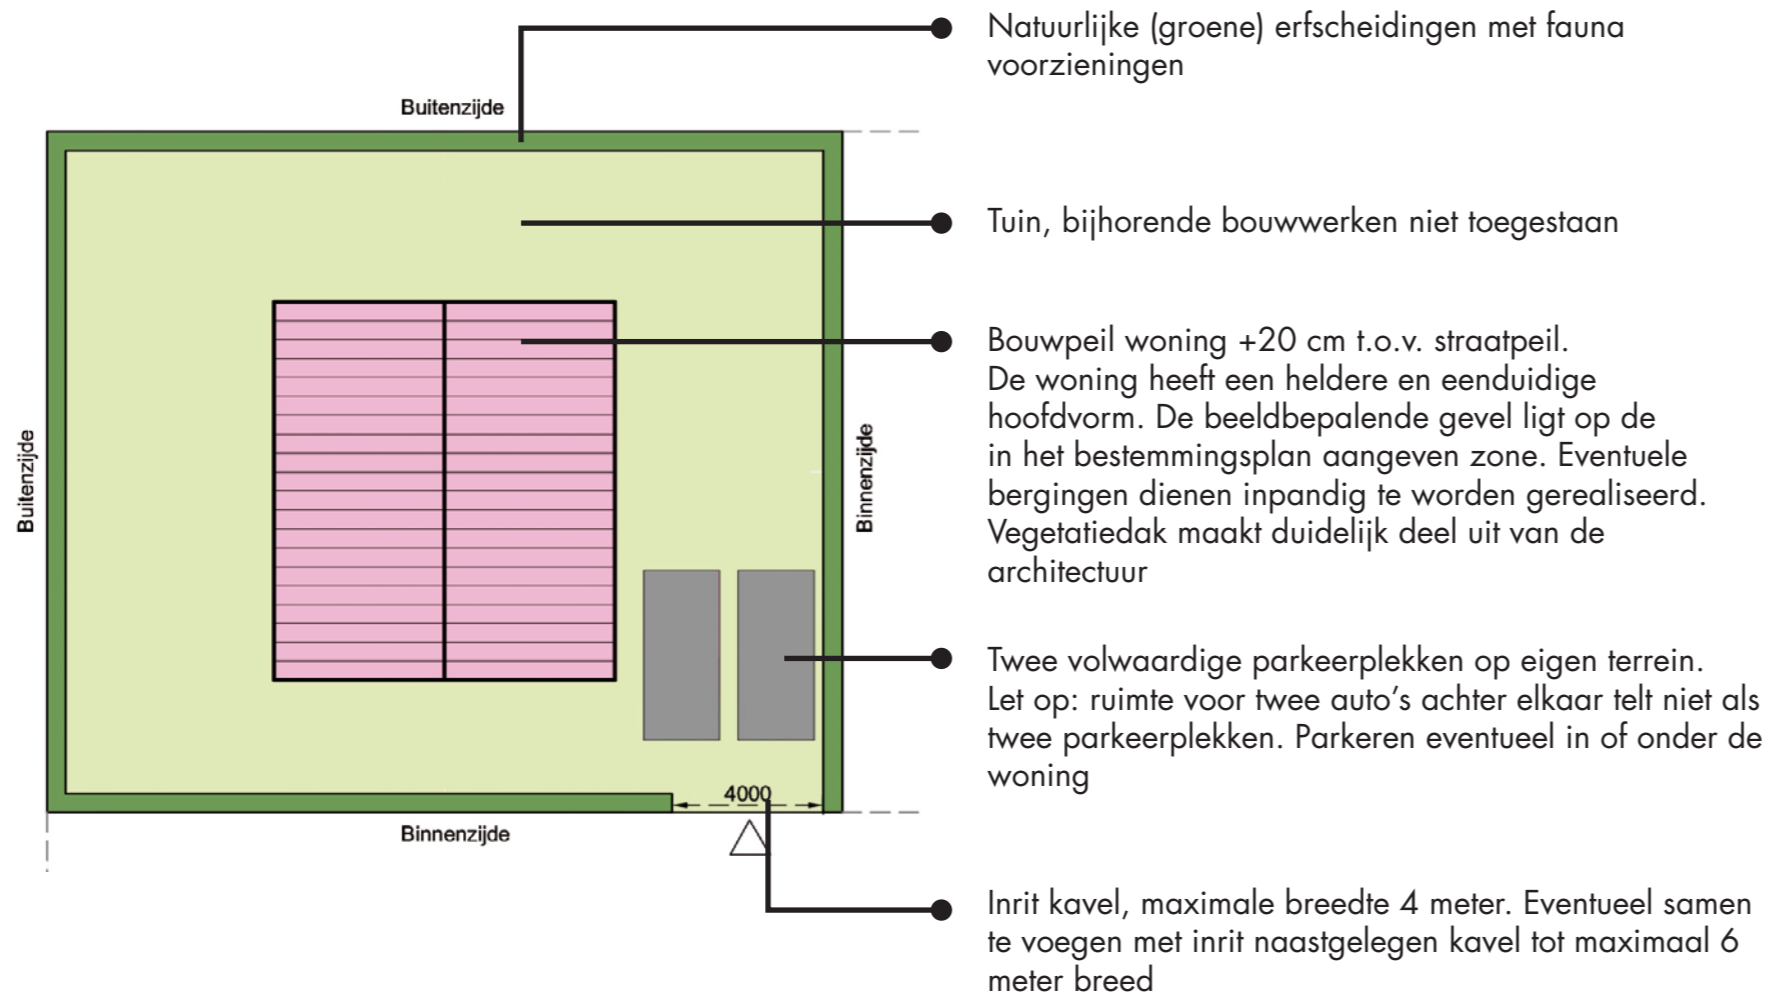 Natuurlijke (groene) erfscheidingen met fauna
voorzieningen
Buitenzijde
Tuin, bijhorende bouwwerken niet toegestaan
Bouwpeil woning +20 cm t.o.v. straatpeil.
De woning heeft een heldere en eenduidige
hoofdvorm. De beeldbepalende gevel ligt op de
in het bestemmingsplan aangeven zone. Eventuele
bergingen dienen inpandig te worden gerealiseerd.
Vegetatiedak maakt duidelijk deel uit van de
architectuur
Buitenzijde
Binnenzijde
Twee volwaardige parkeerplekken op eigen terrein.
Let op: ruimte voor twee auto‘s achter elkaar telt niet als
twee parkeerplekken. Parkeren eventueel in of onder de
woning
4000
Binnenzijde
Inrit kavel, maximale breedte 4 meter. Eventueel samen
te voegen met inrit naastgelegen kavel tot maximaal 6
meter breed